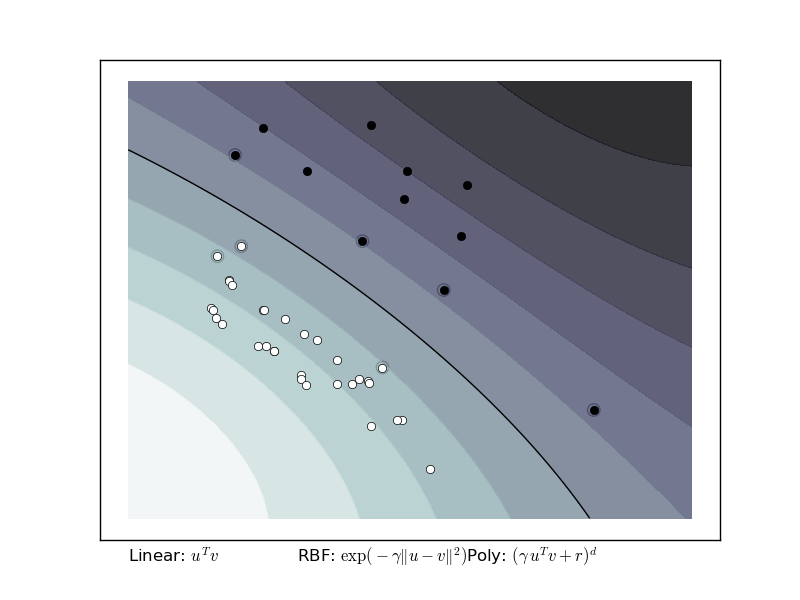 Linear: $u^T v$ RBF: $\exp(-\gamma \| u-v \|^2)$Poly: $(\gamma\, u^T v + r)^d$